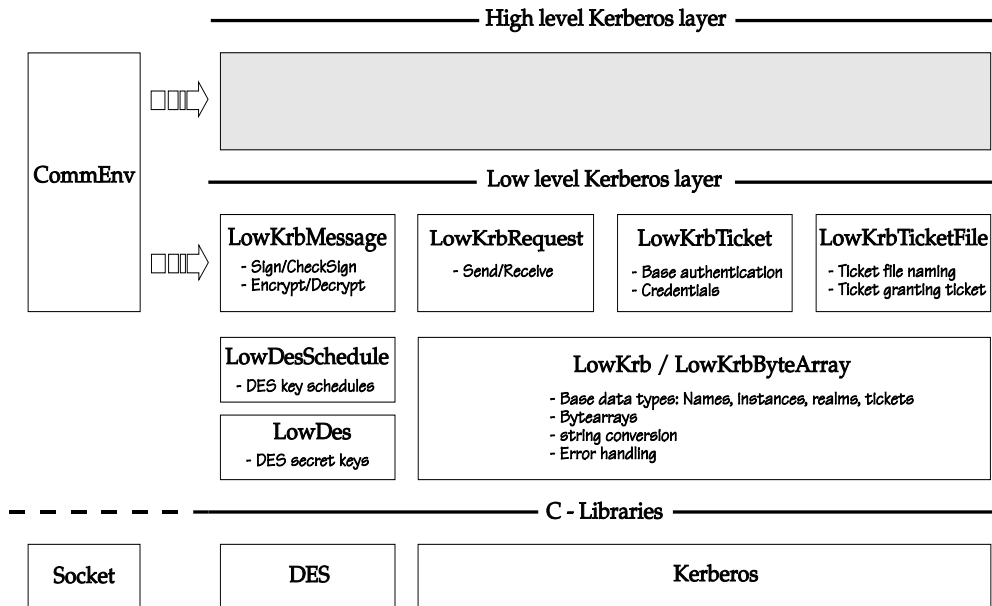 High level Kerberos layer
CommEnv
Low level Kerberos layer
LowKrbMessage
- Sign/CheckSign
- Encrypt/Decrypt
LowKrbRequest
- Send/Receive
LowKrbTicket
- Base authentication
- Credentials
LowKrbTicketFile
- Ticket file naming
- Ticket granting ticket
LowDesSchedule
- DES key schedules
LowDes
- DES secret keys
LowKrb / LowKrbByteArray
- Base data types: Names, instances, realms, tickets
- Bytearrays
- string conversion
- Error handling
C - Libraries
Socket
DES
Kerberos